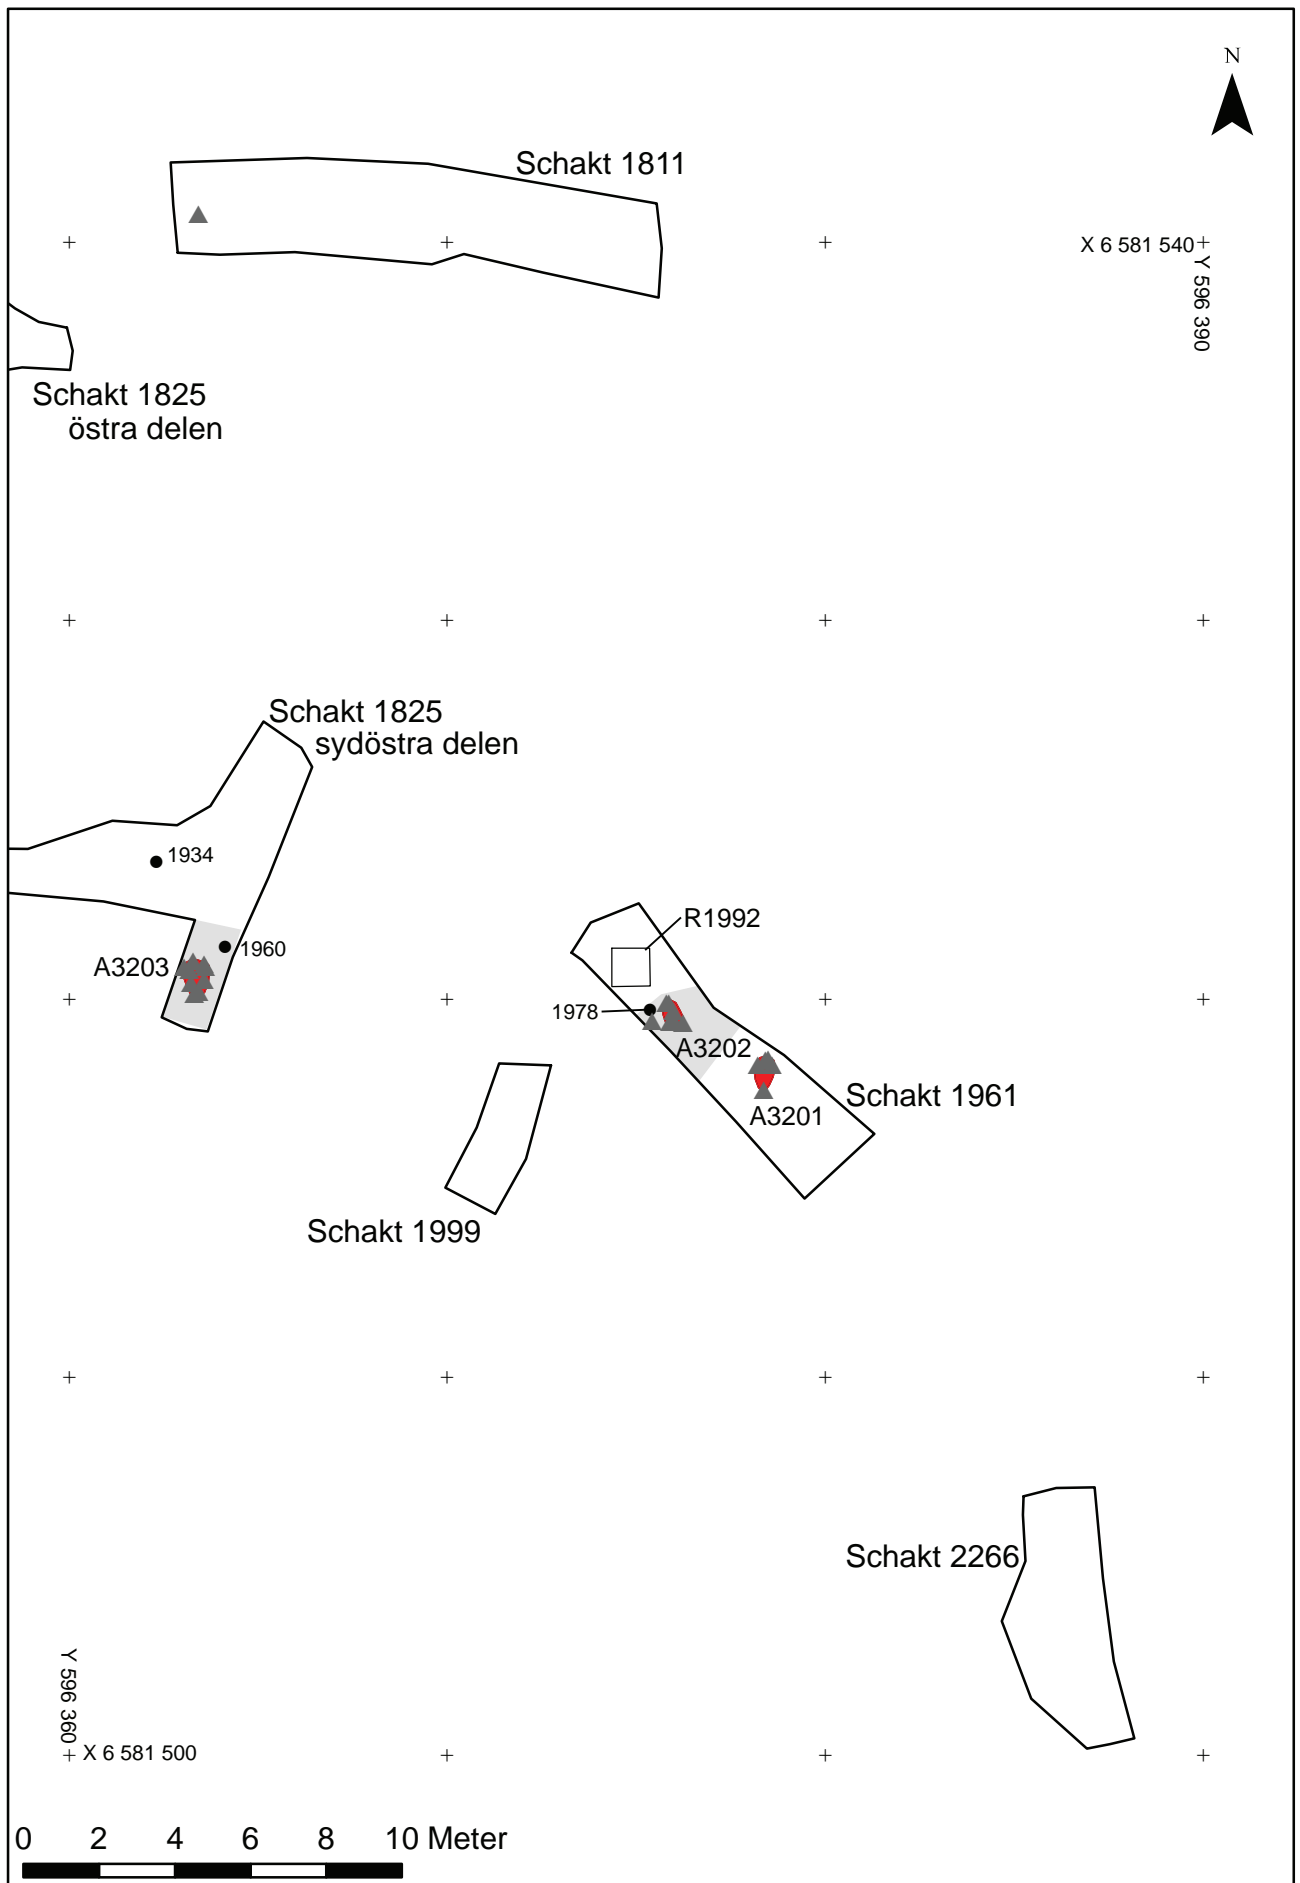 N
Schakt 1811
X 6 581 540
Y 596 390
Schakt 1825
östra delen
Schakt 1825
sydöstra delen
1934
R1992
1960
A3203
1978
A3202
Schakt 1961
A3201
Schakt 1999
Schakt 2266
Y 596 360
X 6 581 500
0 2 4 6 8 10 Meter